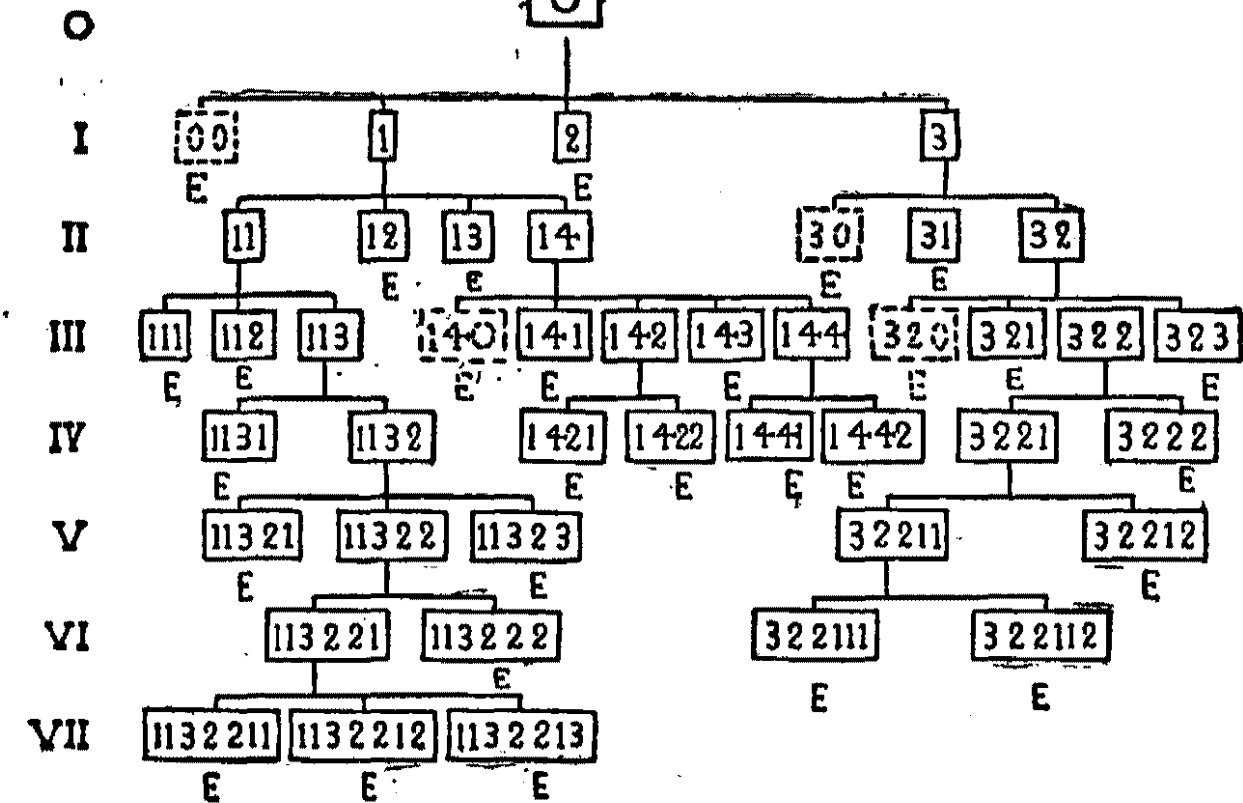 O 0
I 00 1 2 3
E E
II 11 12 13 14 30 31 32
E E E E
III 111 112 113 140 141 142 143 144 320 321 322 323
E E E E E E E E
IV 1131 1132 1421 1422 1441 1442 3221 3222
E E E E E E
V 11321 11322 11323 32211 32212
E E E
VI 113221 113222 322111 322112
E E E
VII 1132211 1132212 1132213
E E E